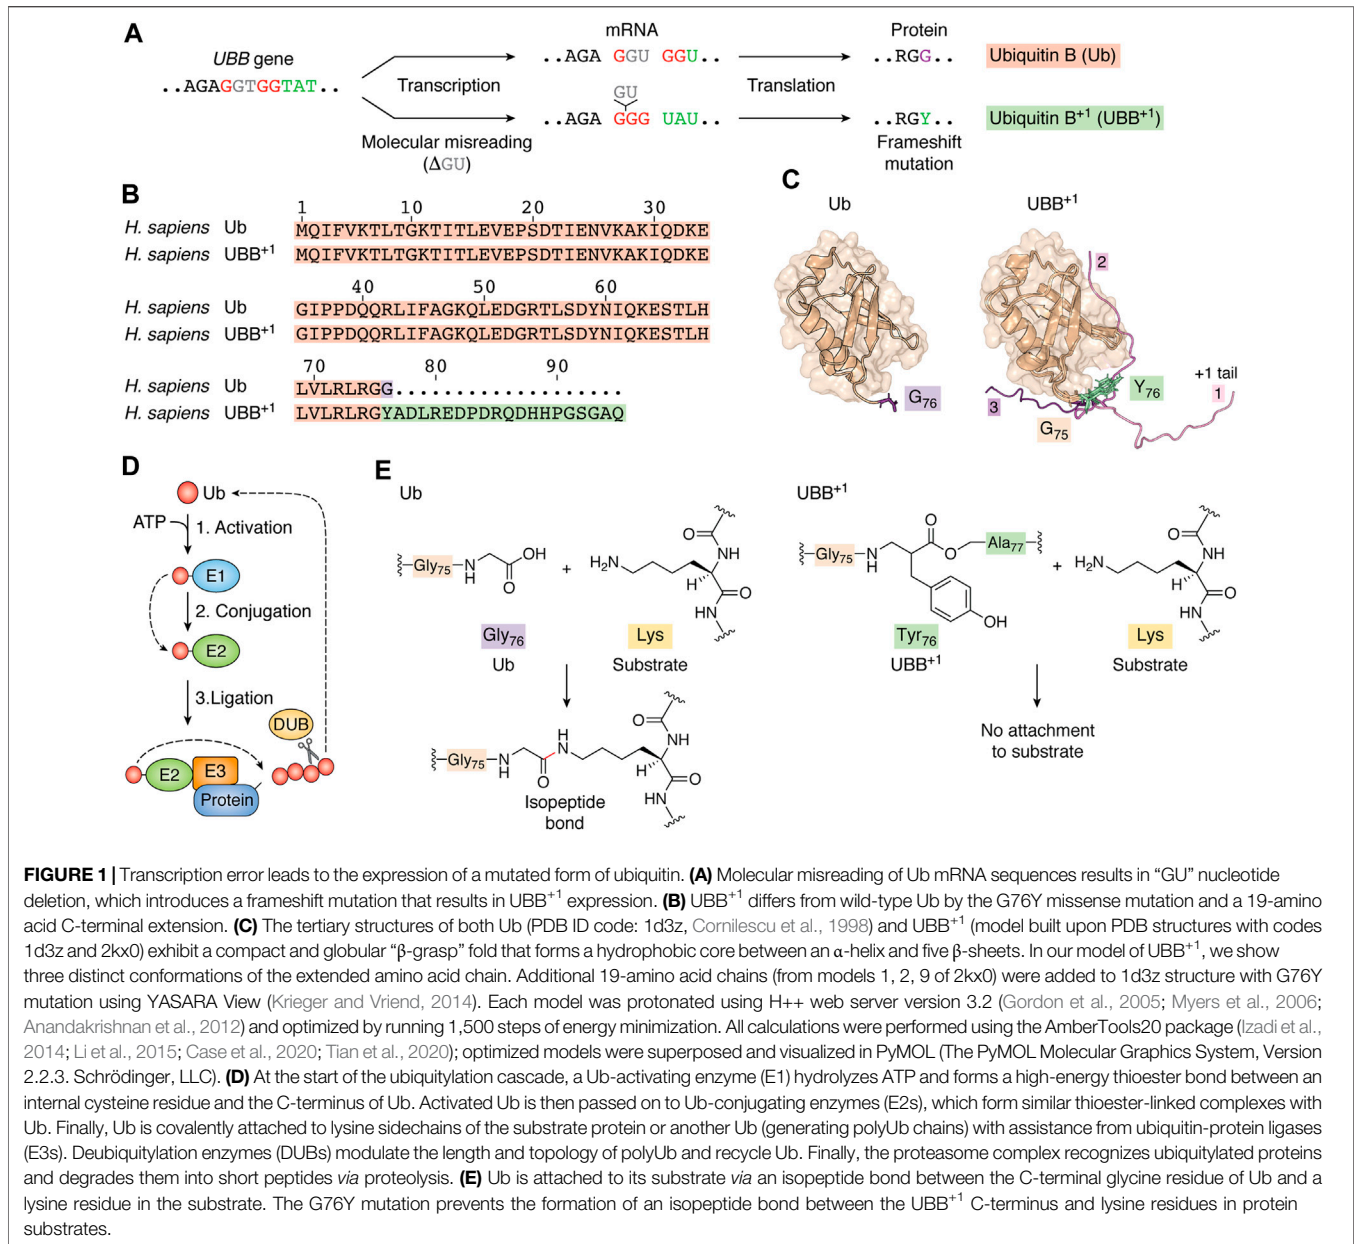 A
UBB gene
..AGAGGTGGTAT..
Transcription
Molecular misreading
(ΔGU)
mRNA
..AGA GGU GGU..
GU
..AGA GGG UAU..
Translation
Protein
..RGG..
..RGY..
Frameshift
mutation
Ubiquitin B (Ub)
Ubiquitin B+1 (UBB+1)
B
1 10 20 30
H. sapiens Ub MQIFVKTLTGKTITLEVEPSDTIENVKAKIQDKE
H. sapiens UBB+1 MQIFVKTLTGKTITLEVEPSDTIENVKAKIQDKE
40 50 60
H. sapiens Ub GIPPDQQRLIFAGKQLEDGRTLSDYNIQKESTLH
H. sapiens UBB+1 GIPPDQQRLIFAGKQLEDGRTLSDYNIQKESTLH
70 80 90
H. sapiens Ub LVLRLRGG...................
H. sapiens UBB+1 LVLRLRGYADLREDPDRQDHHPGSGAQ
C
Ub
G76
UBB+1
2
Y76
+1 tail
1
3
G75
D
Ub
ATP
1. Activation
E1
2. Conjugation
E2
3.Ligation
DUB
E2 E3
Protein
E
Ub
Gly75 N H O OH
+
H2N H O NH HN O
Gly76
Ub
Lys
Substrate
Gly75 N H O H N H O NH HN O
Isopeptide
bond
UBB+1
Gly75 N H O O Ala77
OH
+
H2N H O NH HN O
Tyr76
UBB+1
Lys
Substrate
No attachment
to substrate
FIGURE 1 | Transcription error leads to the expression of a mutated form of ubiquitin. (A) Molecular misreading of Ub mRNA sequences results in “GU” nucleotide
deletion, which introduces a frameshift mutation that results in UBB+1 expression. (B) UBB+1 differs from wild-type Ub by the G76Y missense mutation and a 19-amino
acid C-terminal extension. (C) The tertiary structures of both Ub (PDB ID code: 1d3z, Cornilescu et al., 1998) and UBB+1 (model built upon PDB structures with codes
1d3z and 2kx0) exhibit a compact and globular “β-grasp” fold that forms a hydrophobic core between an α-helix and five β-sheets. In our model of UBB+1, we show
three distinct conformations of the extended amino acid chain. Additional 19-amino acid chains (from models 1, 2, 9 of 2kx0) were added to 1d3z structure with G76Y
mutation using YASARA View (Krieger and Vriend, 2014). Each model was protonated using H++ web server version 3.2 (Gordon et al., 2005; Myers et al., 2006;
Anandakrishnan et al., 2012) and optimized by running 1,500 steps of energy minimization. All calculations were performed using the AmberTools20 package (Izadi et al.,
2014; Li et al., 2015; Case et al., 2020; Tian et al., 2020); optimized models were superposed and visualized in PyMOL (The PyMOL Molecular Graphics System, Version
2.2.3. Schrödinger, LLC). (D) At the start of the ubiquitylation cascade, a Ub-activating enzyme (E1) hydrolyzes ATP and forms a high-energy thioester bond between an
internal cysteine residue and the C-terminus of Ub. Activated Ub is then passed on to Ub-conjugating enzymes (E2s), which form similar thioester-linked complexes with
Ub. Finally, Ub is covalently attached to lysine sidechains of the substrate protein or another Ub (generating polyUb chains) with assistance from ubiquitin-protein ligases
(E3s). Deubiquitylation enzymes (DUBs) modulate the length and topology of polyUb and recycle Ub. Finally, the proteasome complex recognizes ubiquitylated proteins
and degrades them into short peptides via proteolysis. (E) Ub is attached to its substrate via an isopeptide bond between the C-terminal glycine residue of Ub and a
lysine residue in the substrate. The G76Y mutation prevents the formation of an isopeptide bond between the UBB+1 C-terminus and lysine residues in protein
substrates.